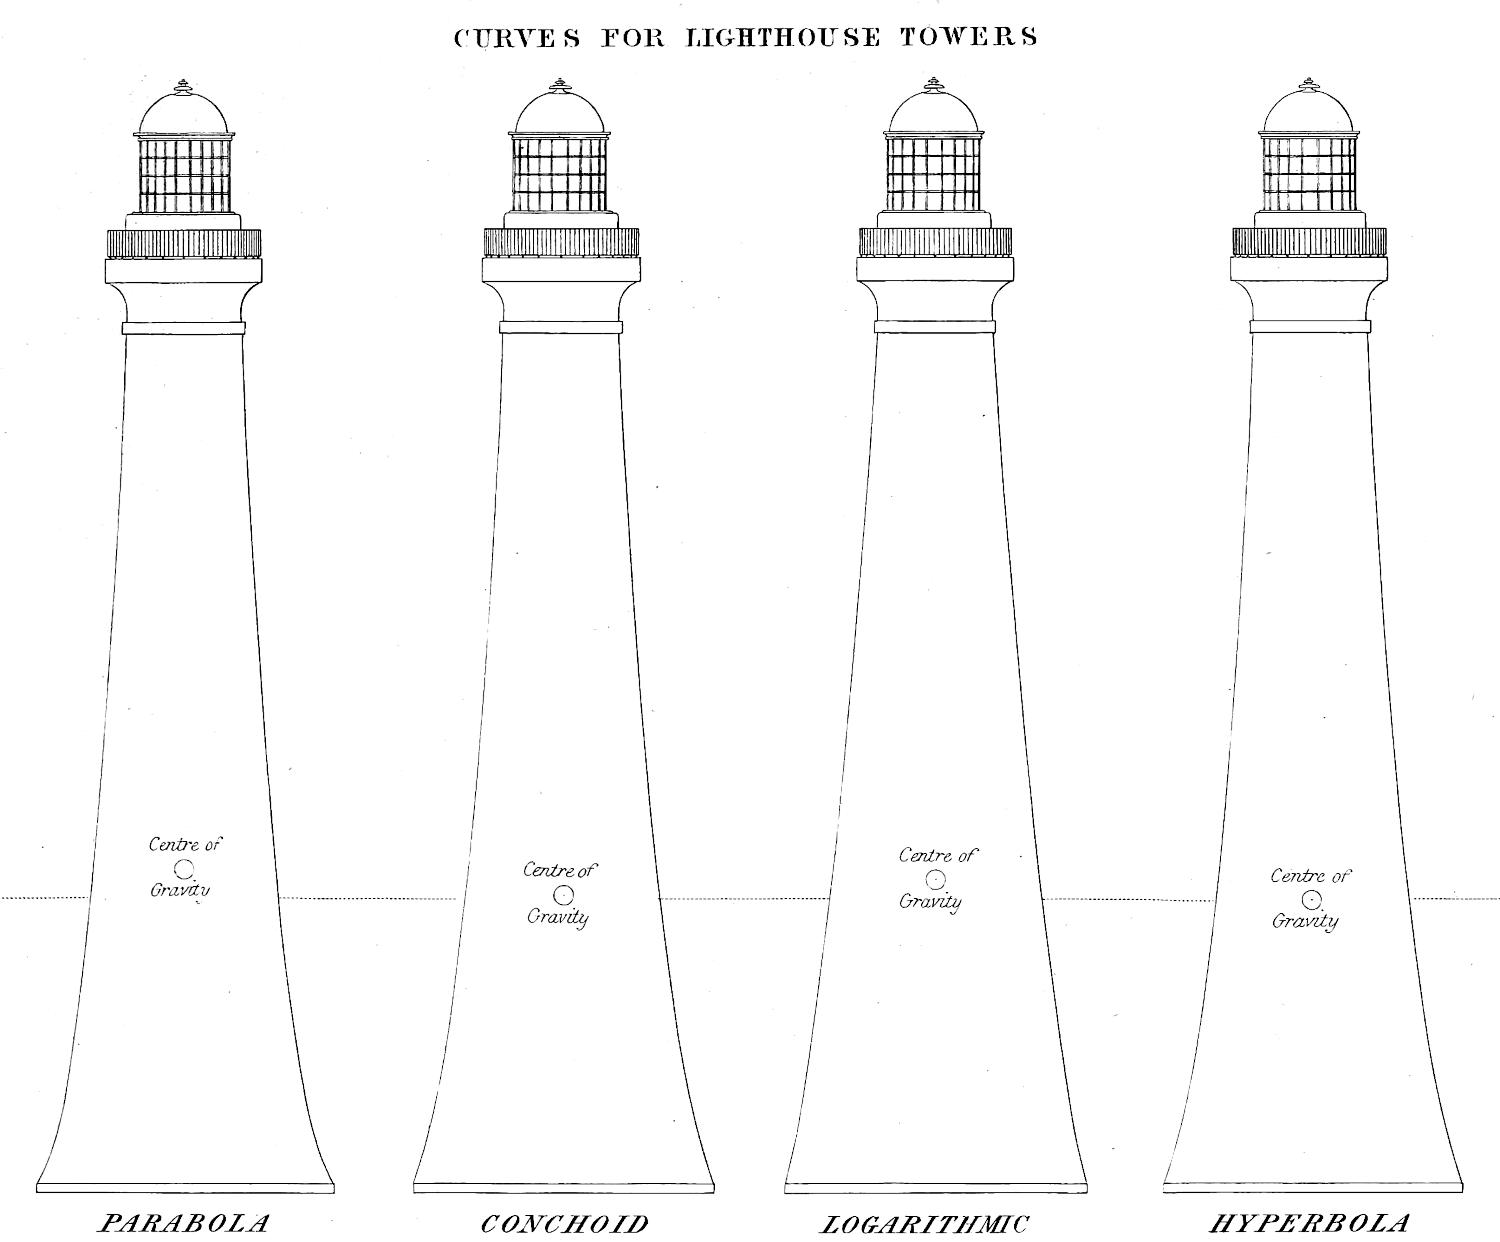 CURVES FOR LIGHTHOUSE TOWERS
Centre of
Gravity
Centre of
Gravity
Centre of
Gravity
Centre of
Gravity
PARABOLA
CONCHOID
LOGARITHMIC
HYPERBOLA